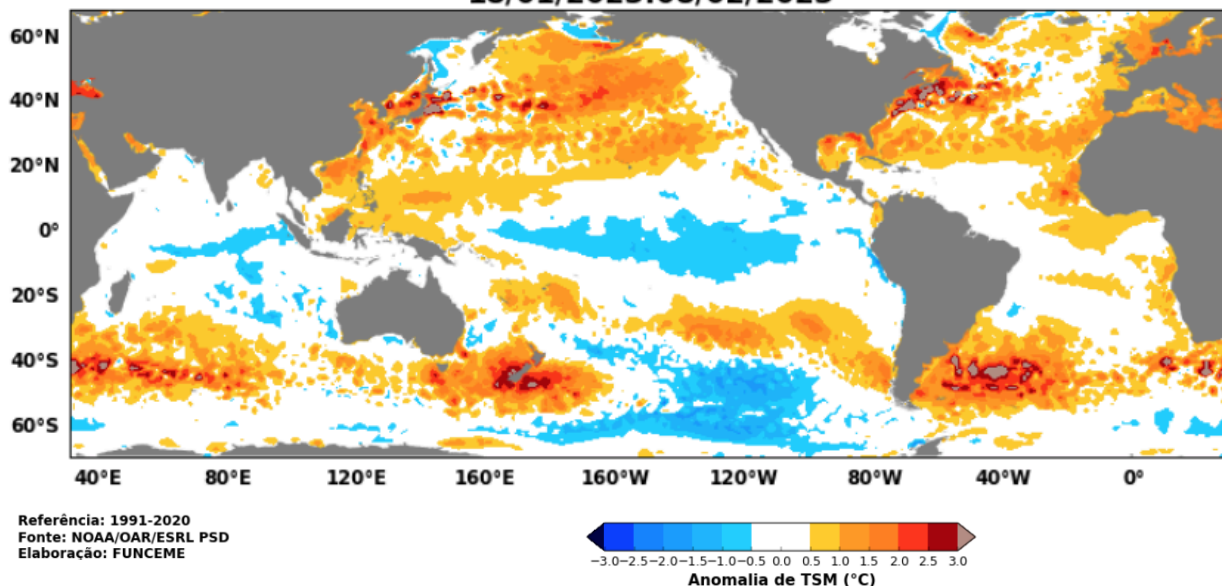 60°N
40°N
20°N
0°
20°S
40°S
60°S
40°E 80°E 120°E 160°E 160°W 120°W 80°W 40°W 0°
Referência: 1991-2020
Fonte: NOAA/OAR/ESRL PSD
Elaboração: FUNCEME
−3.0 −2.5 −2.0 −1.5 −1.0 −0.5 0.0 0.5 1.0 1.5 2.0 2.5 3.0
Anomalia de TSM (°C)